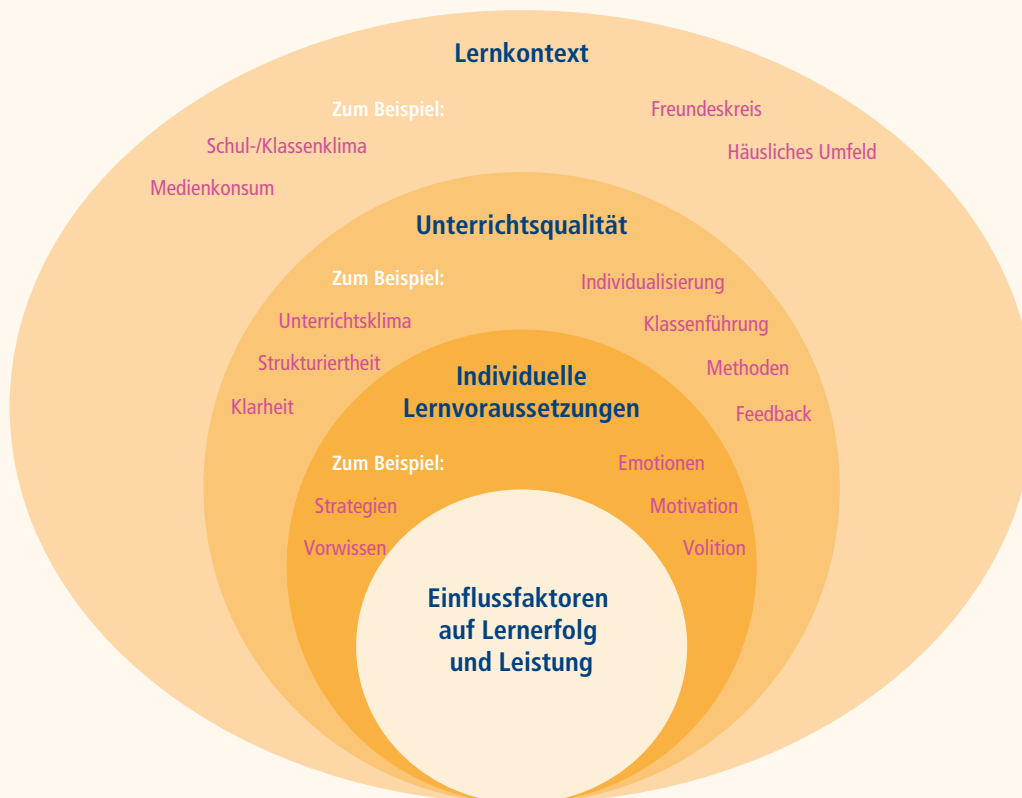 Lernkontext
Zum Beispiel:
Freundeskreis
Schul-/Klassenklima
Häusliches Umfeld
Medienkonsum
Unterrichtsqualität
Zum Beispiel:
Individualisierung
Unterrichtsklima
Klassenführung
Strukturiertheit
Methoden
Klarheit
Feedback
Individuelle
Lernvoraussetzungen
Zum Beispiel:
Emotionen
Strategien
Motivation
Vorwissen
Volition
Einflussfaktoren
auf Lernerfolg
und Leistung